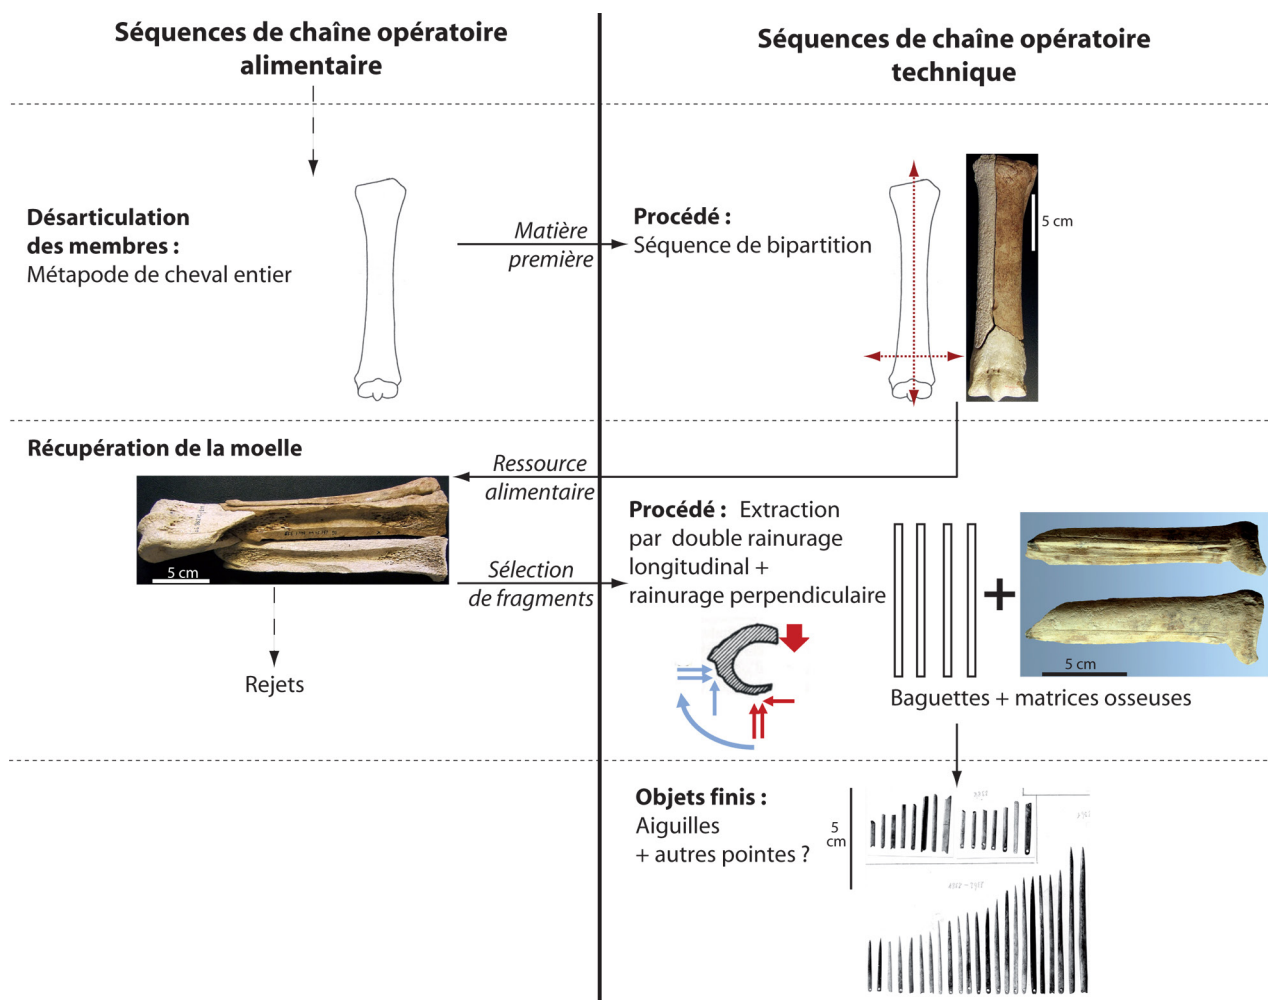 Séquences de chaîne opératoire
alimentaire
Séquences de chaîne opératoire
technique
Désarticulation
des membres :
Métapode de cheval entier
Matière
première
Procédé :
Séquence de bipartition
5 cm
Récupération de la moelle
5 cm
Rejets
Ressource
alimentaire
Sélection
de fragments
Procédé : Extraction
par double rainurage
longitudinal +
rainurage perpendiculaire
+
5 cm
Baguettes + matrices osseuses
Objets finis :
Aiguilles
+ autres pointes ?
5
cm